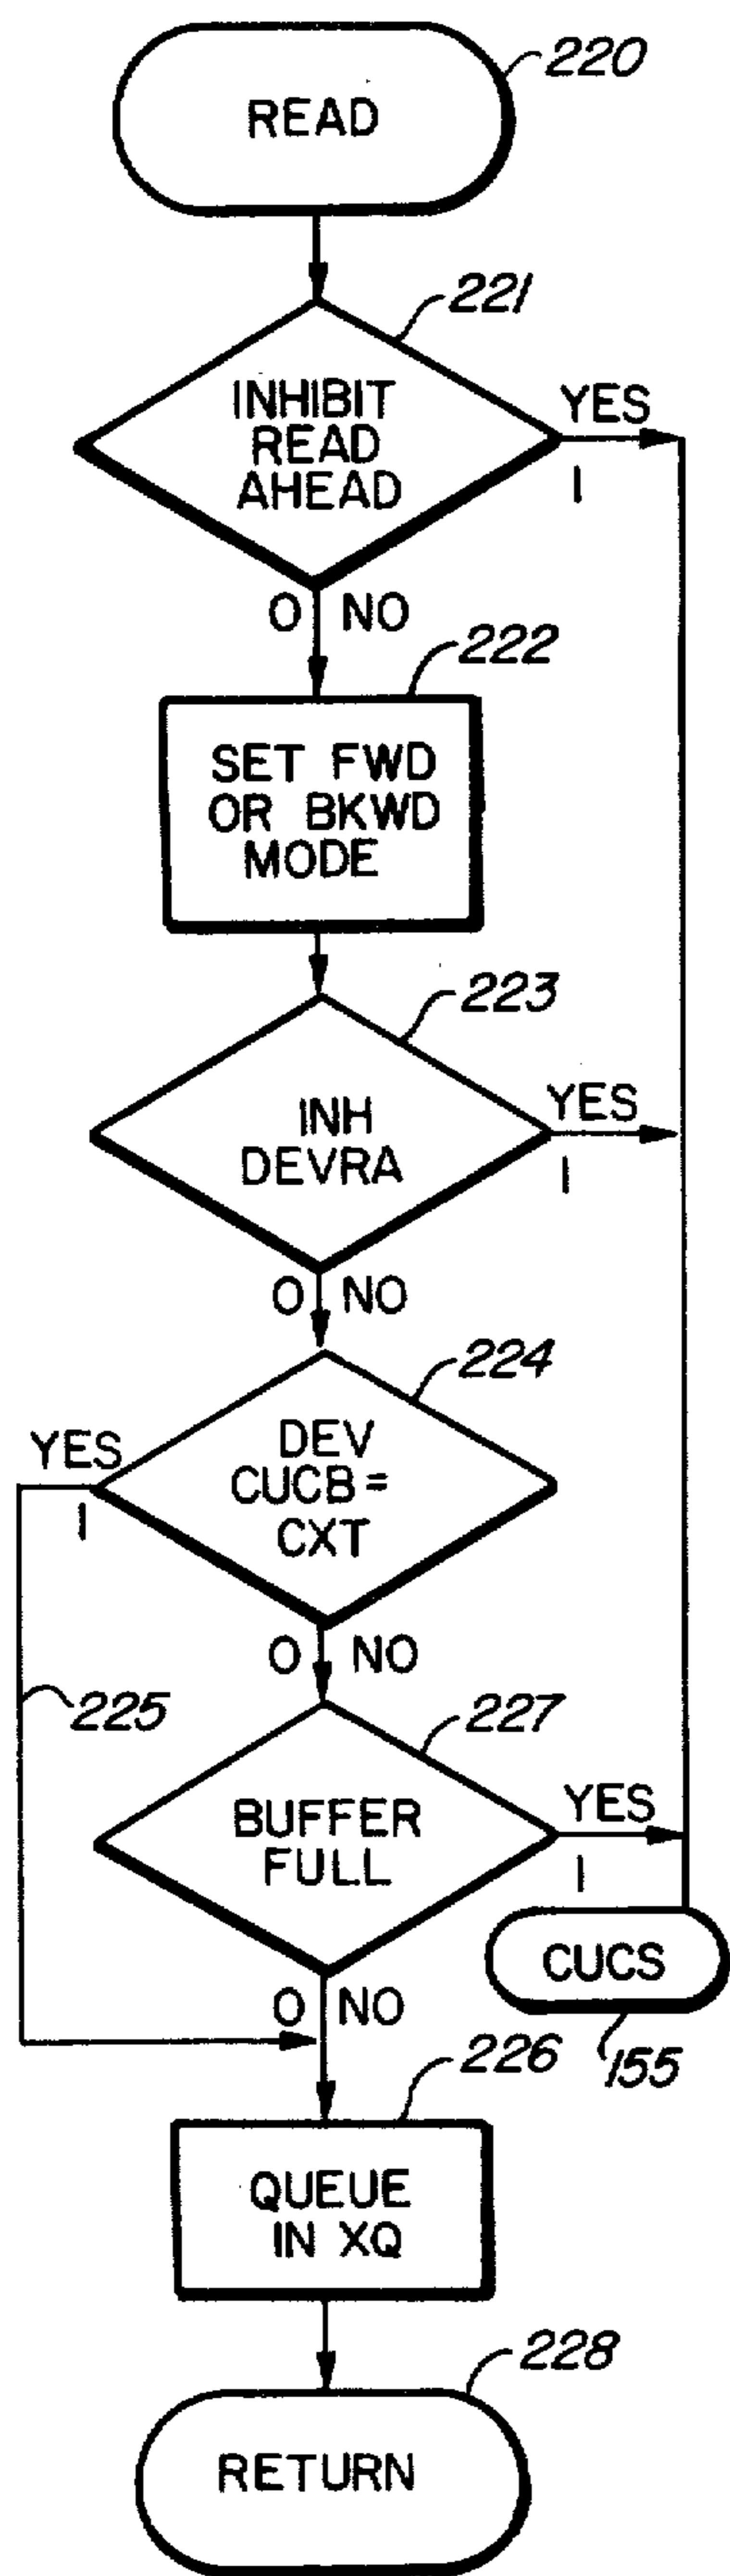 220
READ
221
INHIBIT
READ
AHEAD
YES
1
0 NO
222
SET FWD
OR BKWD
MODE
223
INH
DEVRA
YES
1
0 NO
224
DEV
CUCB =
CXT
YES
1
0 NO
225
227
BUFFER
FULL
YES
1
CUCS
155
0 NO
226
QUEUE
IN XQ
228
RETURN